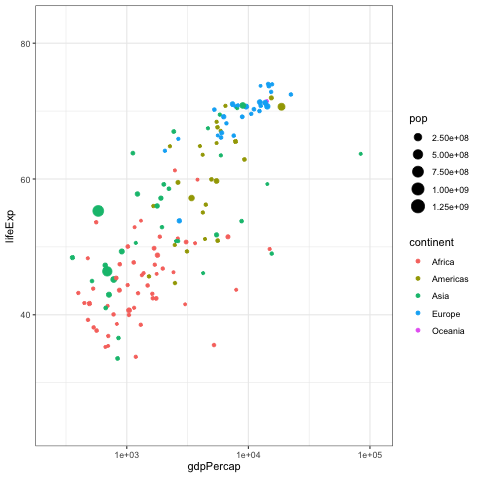 80
60
40
lifeExp
1e+03
1e+04
1e+05
gdpPercap
pop
2.50e+08
5.00e+08
7.50e+08
1.00e+09
1.25e+09
continent
Africa
Americas
Asia
Europe
Oceania